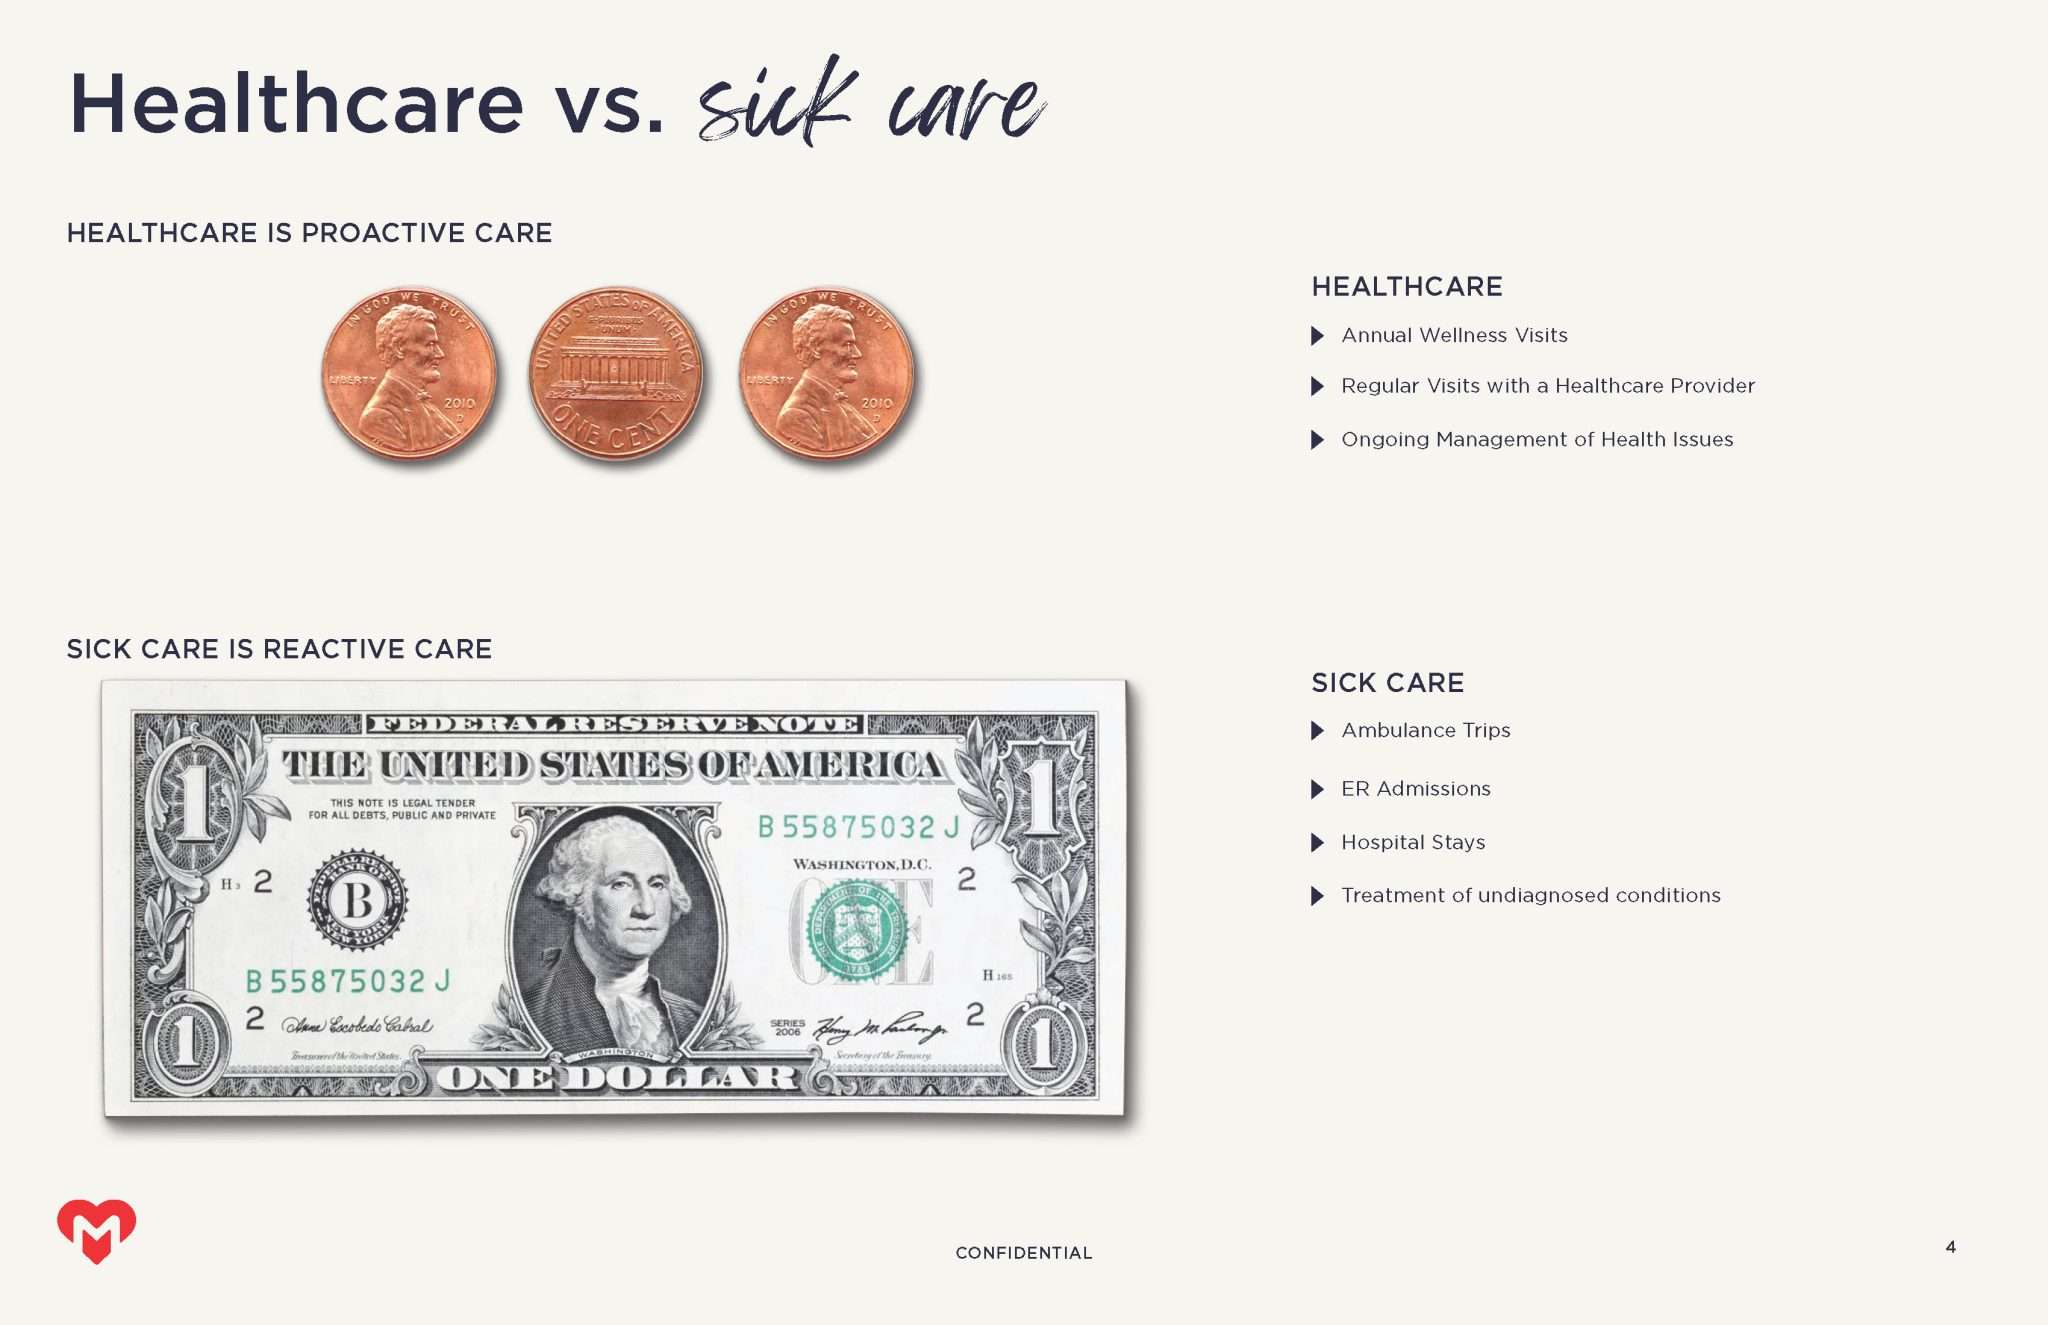 Healthcare vs. sick care
HEALTHCARE IS PROACTIVE CARE
IN GOD WE TRUST
LIBERTY
2010
D
UNITED STATES OF AMERICA
E PLURIBUS
UNUM
ONE CENT
IN GOD WE TRUST
LIBERTY
2010
D
HEALTHCARE
Annual Wellness Visits
Regular Visits with a Healthcare Provider
Ongoing Management of Health Issues
SICK CARE IS REACTIVE CARE
FEDERAL RESERVE NOTE
THE UNITED STATES OF AMERICA
1
1
THIS NOTE IS LEGAL TENDER
FOR ALL DEBTS, PUBLIC AND PRIVATE
B 55875032 J
WASHINGTON, D.C.
H 3
2
2
B
ONE
H 165
B 55875032 J
2
2
Anna Escobedo Cabral
SERIES
2006
Treasurer of the United States.
Secretary of the Treasury.
WASHINGTON
1
1
ONE DOLLAR
SICK CARE
Ambulance Trips
ER Admissions
Hospital Stays
Treatment of undiagnosed conditions
M
CONFIDENTIAL
4